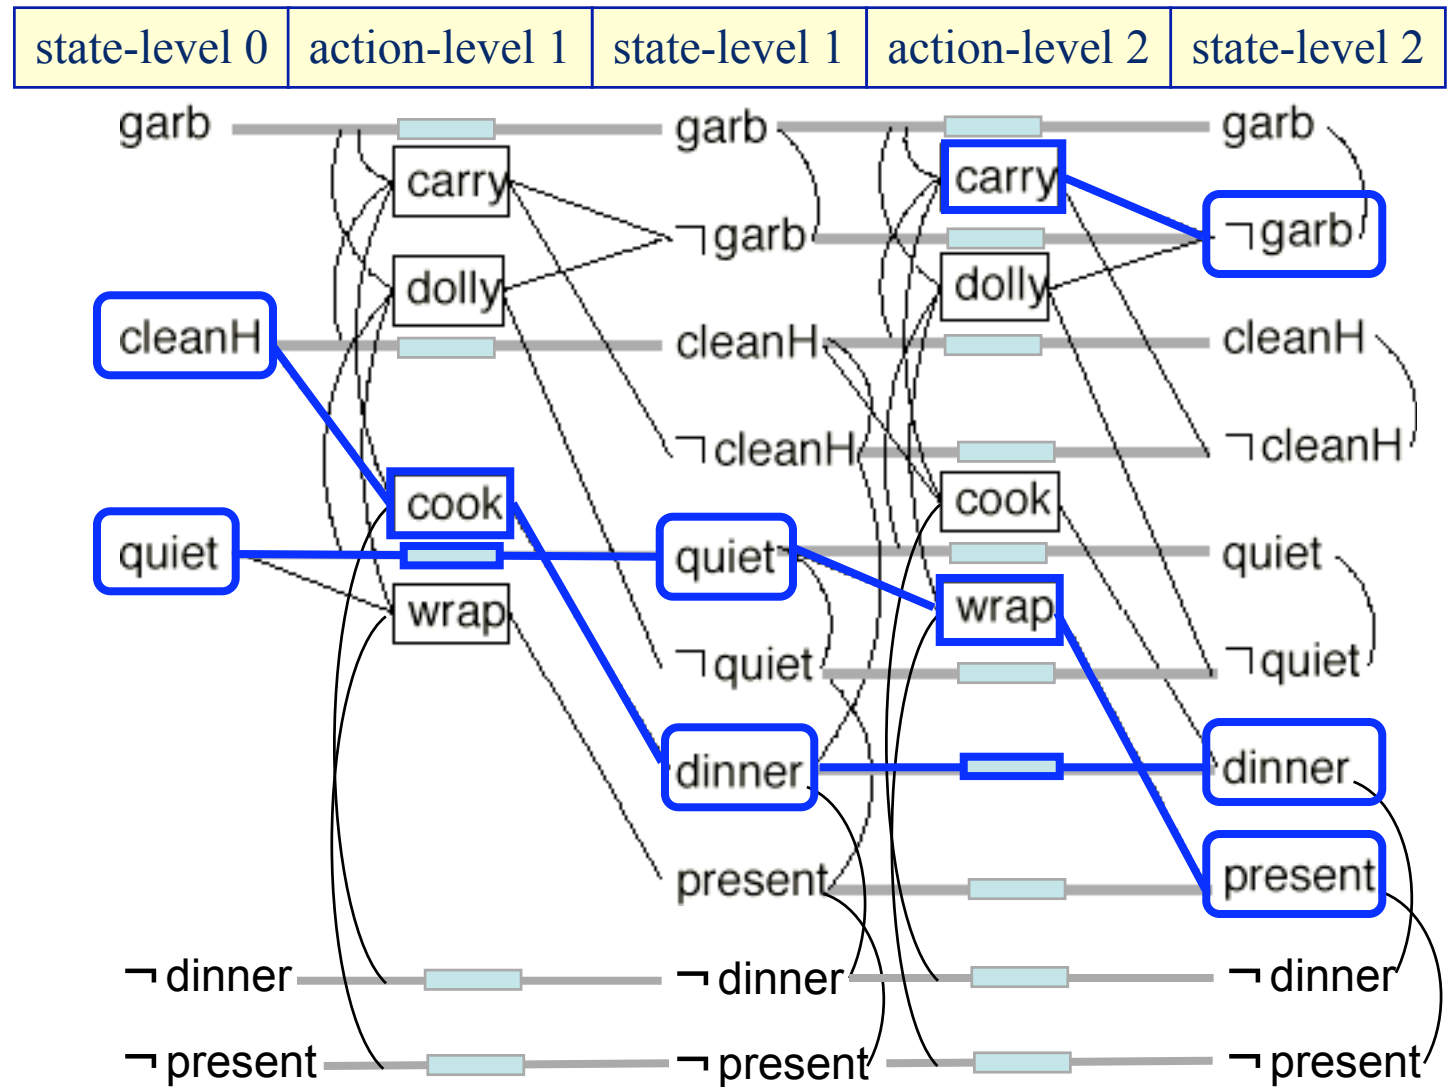 state-level 0 action-level 1 state-level 1 action-level 2 state-level 2
garb garb garb
carry carry
¬garb ¬garb
dolly dolly
cleanH cleanH cleanH
¬cleanH ¬cleanH
cook cook
quiet quiet quiet
wrap wrap
¬quiet ¬quiet
dinner dinner
present present
¬ dinner ¬ dinner ¬ dinner
¬ present ¬ present ¬ present